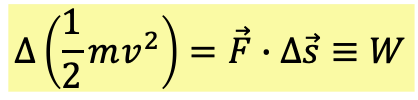 Δ(1/2 mv²) = F⃗ · Δs⃗ ≡ W